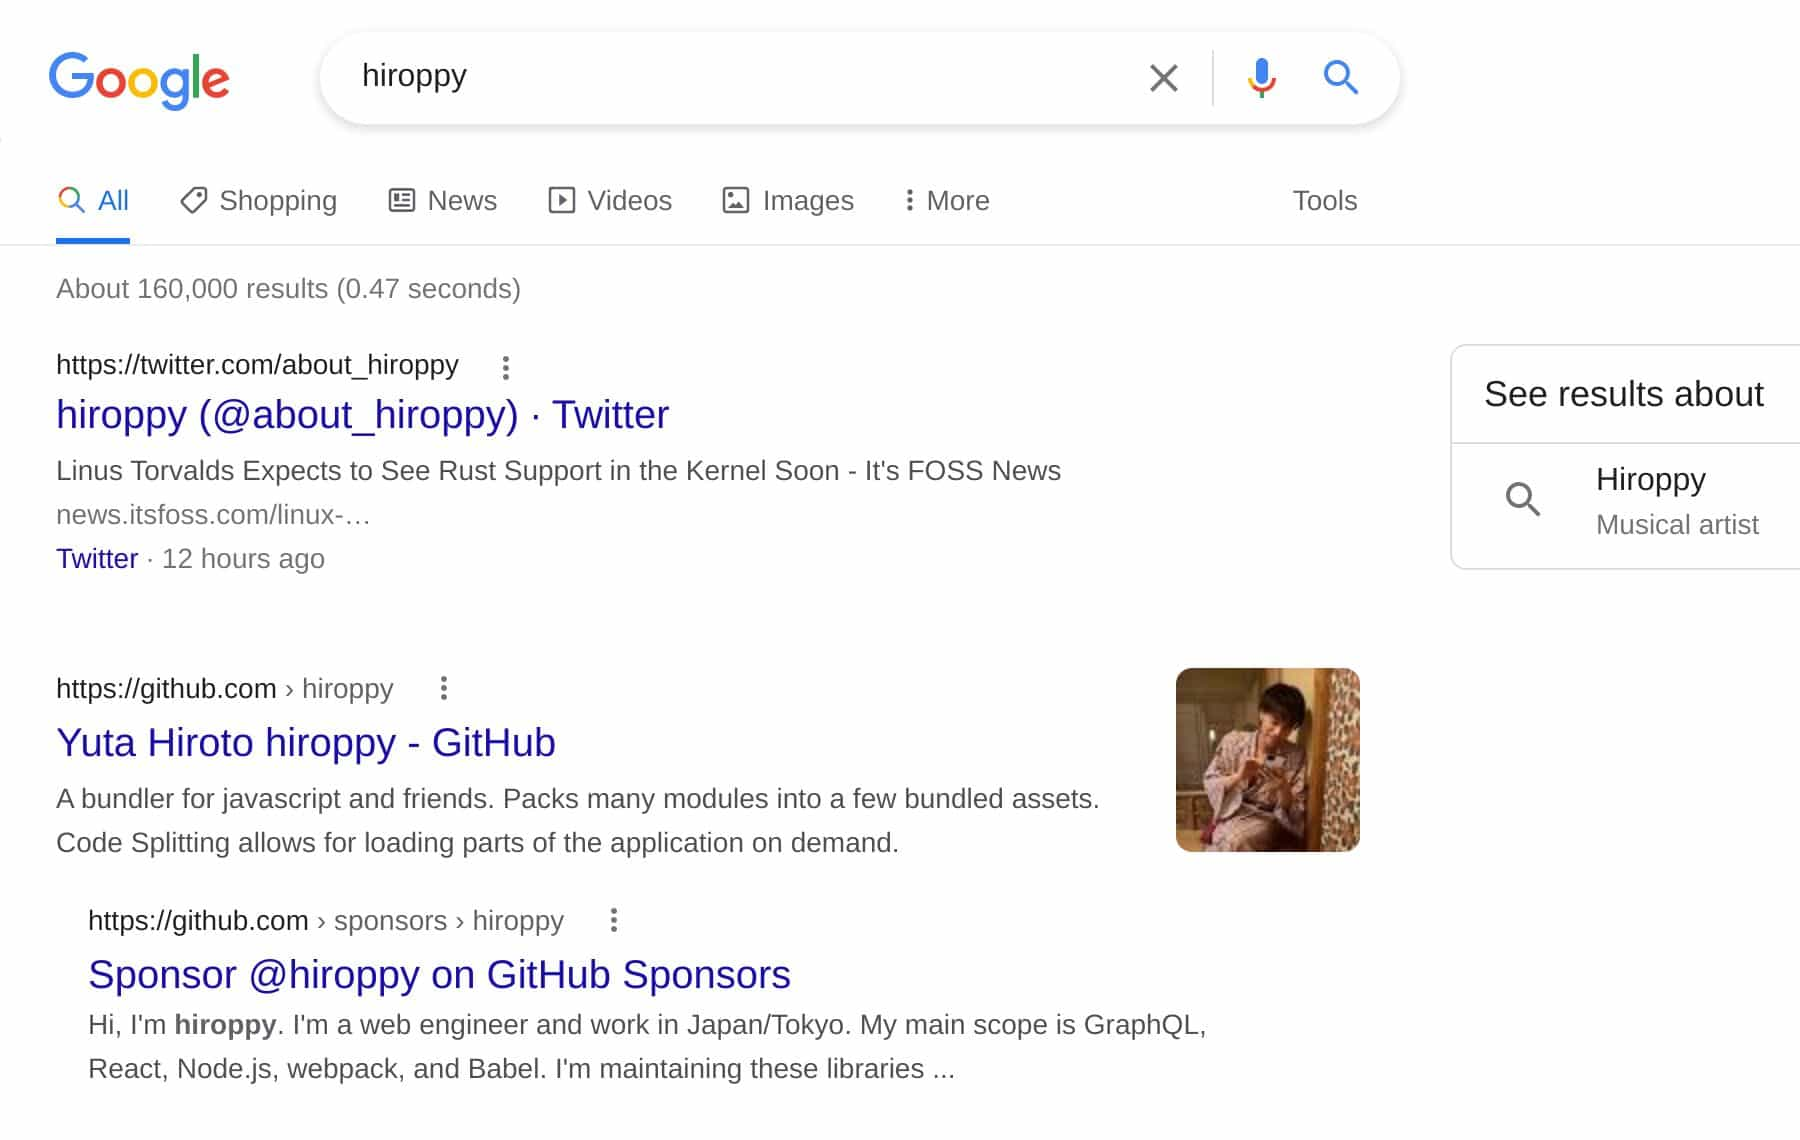 Google
hiroppy
All Shopping News Videos Images More Tools
About 160,000 results (0.47 seconds)
https://twitter.com/about_hiroppy
hiroppy (@about_hiroppy) · Twitter
Linus Torvalds Expects to See Rust Support in the Kernel Soon - It's FOSS News
news.itsfoss.com/linux-…
Twitter · 12 hours ago
See results about
Hiroppy
Musical artist
https://github.com › hiroppy
Yuta Hiroto hiroppy - GitHub
A bundler for javascript and friends. Packs many modules into a few bundled assets.
Code Splitting allows for loading parts of the application on demand.
https://github.com › sponsors › hiroppy
Sponsor @hiroppy on GitHub Sponsors
Hi, I'm hiroppy. I'm a web engineer and work in Japan/Tokyo. My main scope is GraphQL,
React, Node.js, webpack, and Babel. I'm maintaining these libraries ...